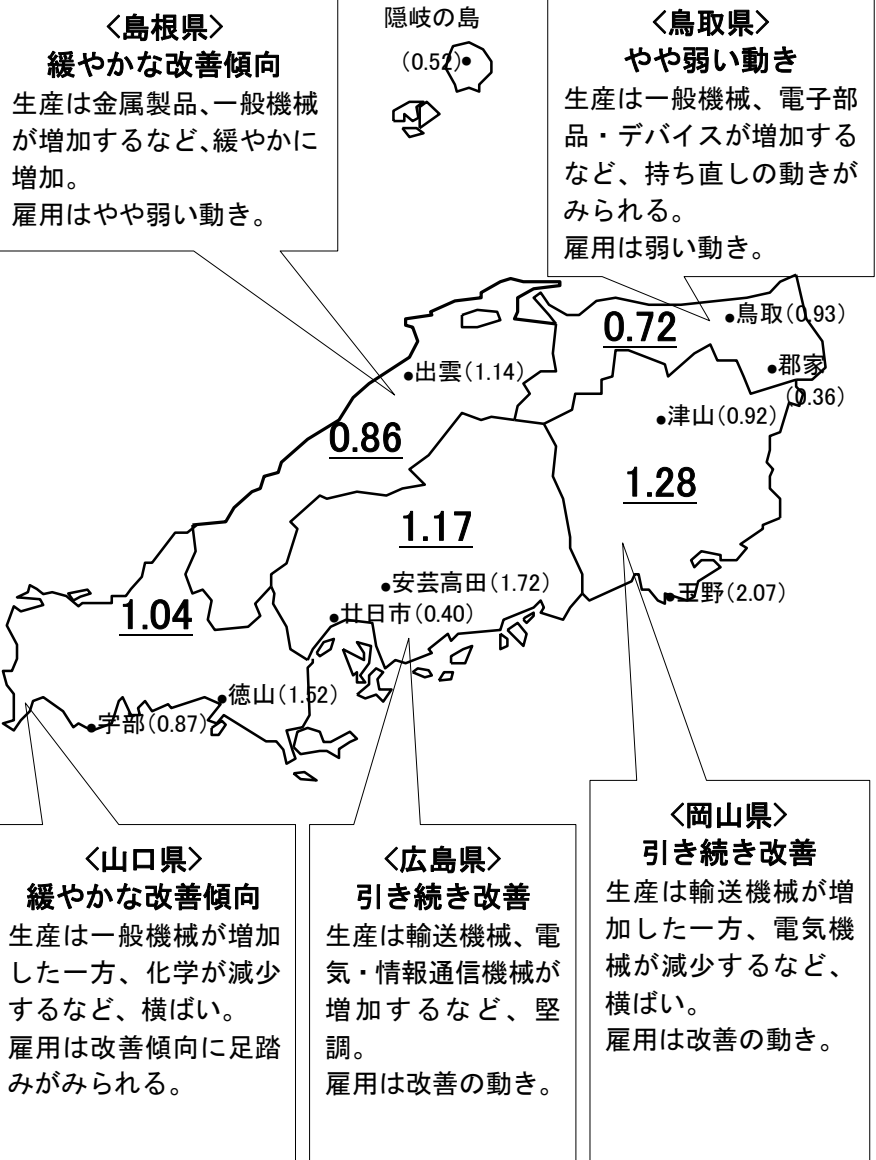 〈島根県〉
緩やかな改善傾向
生産は金属製品、一般機械
が増加するなど、緩やかに
増加。
雇用はやや弱い動き。
隠岐の島
(0.52)
〈鳥取県〉
やや弱い動き
生産は一般機械、電子部
品・デバイスが増加する
など、持ち直しの動きが
みられる。
雇用は弱い動き。
0.72
鳥取(0.93)
郡家
(0.36)
出雲(1.14)
津山(0.92)
0.86
1.28
1.17
安芸高田(1.72)
玉野(2.07)
廿日市(0.40)
1.04
徳山(1.52)
宇部(0.87)
〈山口県〉
緩やかな改善傾向
生産は一般機械が増加
した一方、化学が減少
するなど、横ばい。
雇用は改善傾向に足踏
みがみられる。
〈広島県〉
引き続き改善
生産は輸送機械、電
気・情報通信機械が
増加するなど、堅
調。
雇用は改善の動き。
〈岡山県〉
引き続き改善
生産は輸送機械が増
加した一方、電気機
械が減少するなど、
横ばい。
雇用は改善の動き。